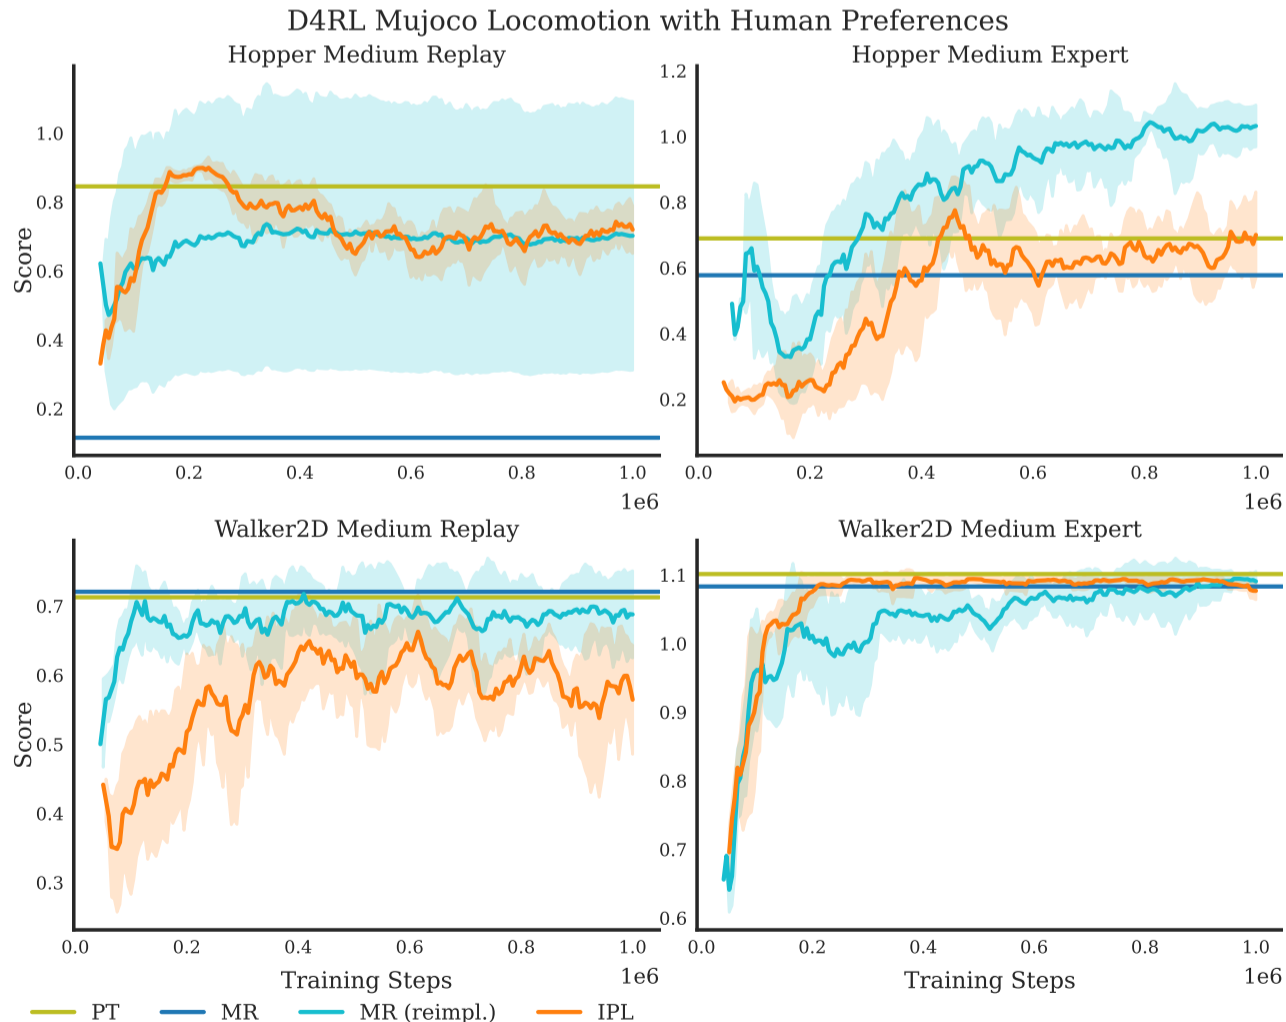 D4RL Mujoco Locomotion with Human Preferences
Hopper Medium Replay
Score
1.0
0.8
0.6
0.4
0.2
0.0 0.2 0.4 0.6 0.8 1.0
1e6
Hopper Medium Expert
1.2
1.0
0.8
0.6
0.4
0.2
0.0 0.2 0.4 0.6 0.8 1.0
1e6
Walker2D Medium Replay
Score
0.7
0.6
0.5
0.4
0.3
0.0 0.2 0.4 0.6 0.8 1.0
1e6
Training Steps
Walker2D Medium Expert
1.1
1.0
0.9
0.8
0.7
0.6
0.0 0.2 0.4 0.6 0.8 1.0
1e6
Training Steps
PT MR MR (reimpl.) IPL